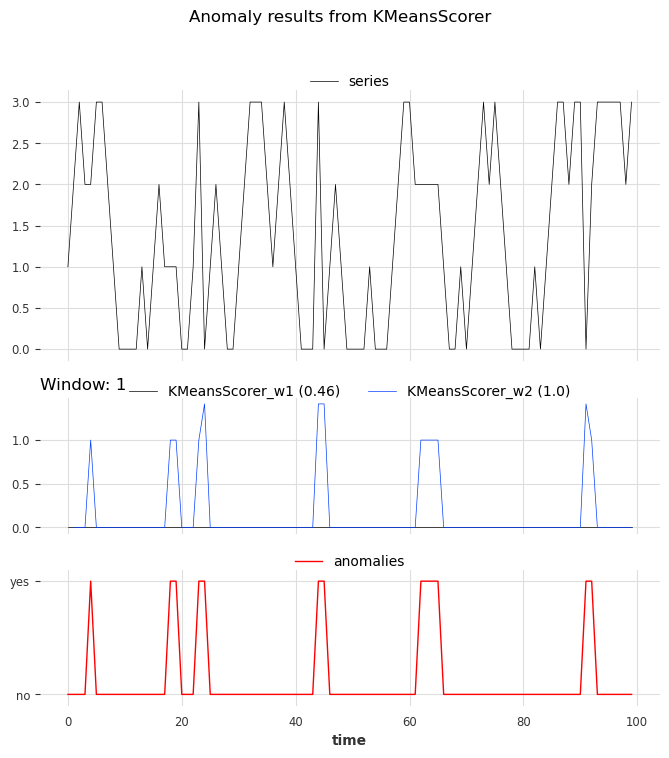 Anomaly results from KMeansScorer
series
3.0
2.5
2.0
1.5
1.0
0.5
0.0
Window: 1
KMeansScorer_w1 (0.46) KMeansScorer_w2 (1.0)
1.0
0.0
anomalies
yes
no
0 20 40 60 80 100
time